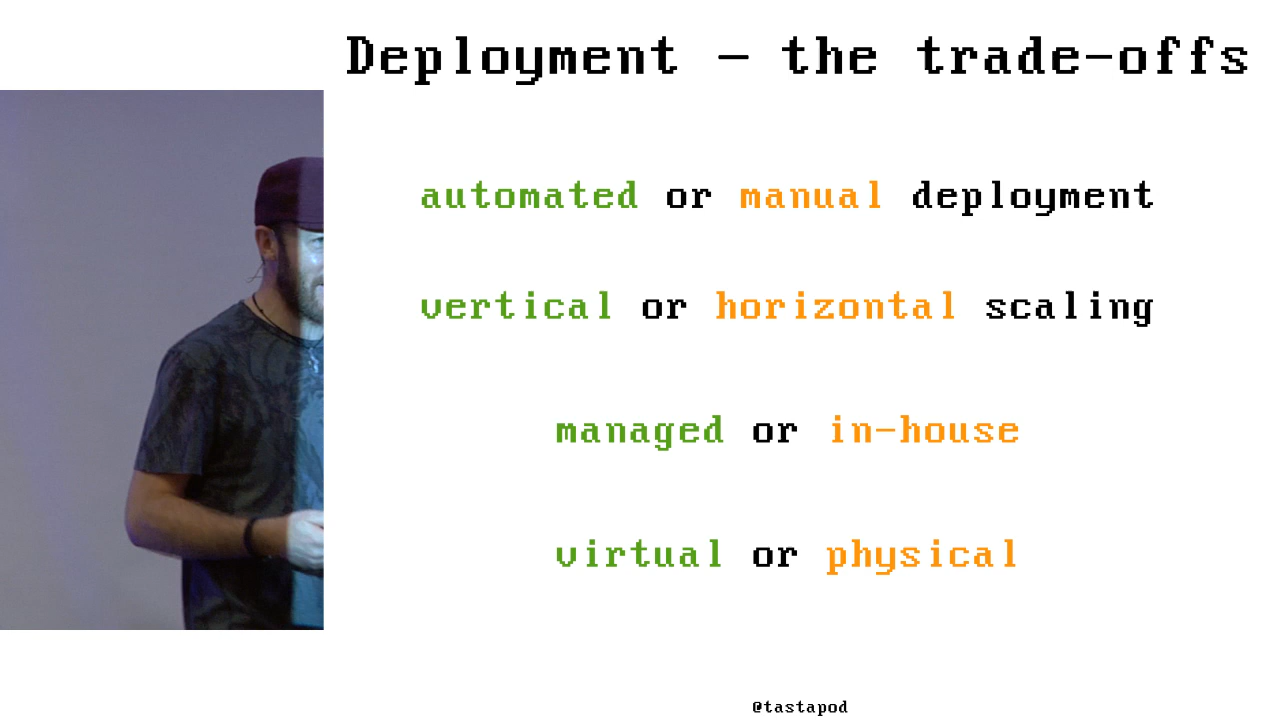 Deployment – the trade-offs
automated or manual deployment
vertical or horizontal scaling
managed or in-house
virtual or physical
@tastapod